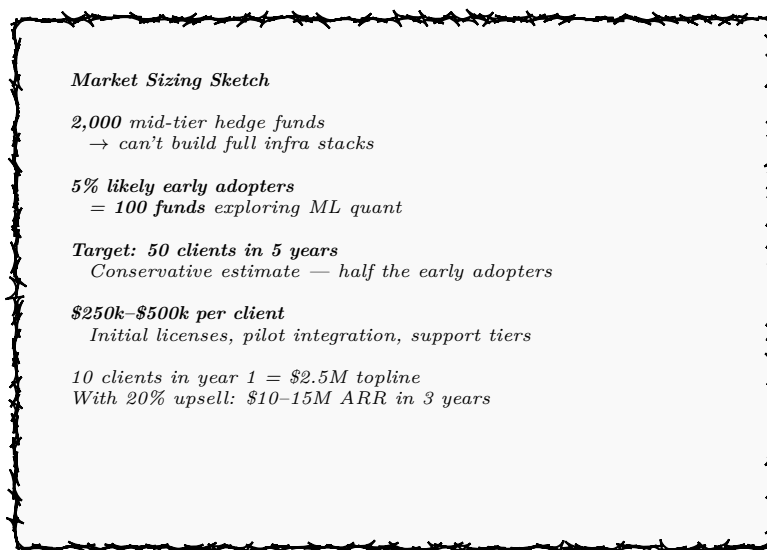 Market Sizing Sketch
2,000 mid-tier hedge funds
→ can't build full infra stacks
5% likely early adopters
= 100 funds exploring ML quant
Target: 50 clients in 5 years
Conservative estimate — half the early adopters
$250k–$500k per client
Initial licenses, pilot integration, support tiers
10 clients in year 1 = $2.5M topline
With 20% upsell: $10–15M ARR in 3 years